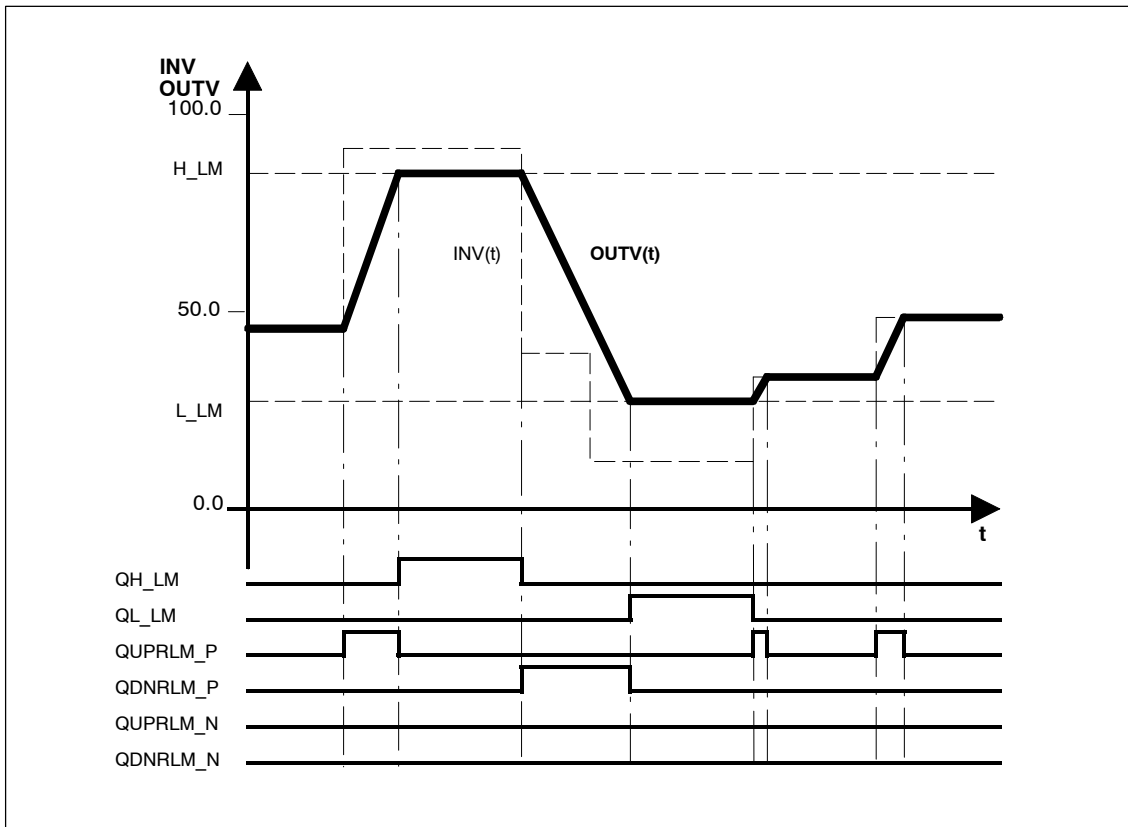 INV
OUTV
100.0
H_LM
INV(t)
OUTV(t)
50.0
L_LM
0.0
t
QH_LM
QL_LM
QUPRLM_P
QDNRLM_P
QUPRLM_N
QDNRLM_N